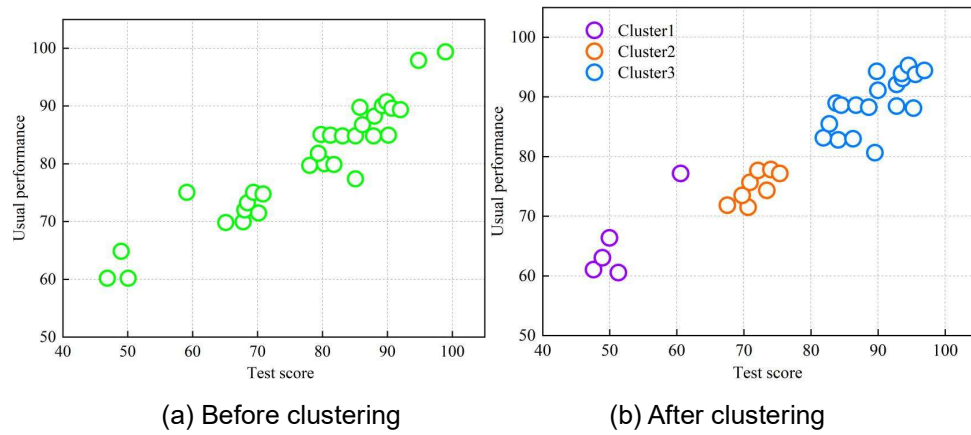 100
90
80
70
60
50
40 50 60 70 80 90 100
Usual performance
Test score
(a) Before clustering
Cluster1
Cluster2
Cluster3
100
90
80
70
60
50
40 50 60 70 80 90 100
Usual performance
Test score
(b) After clustering